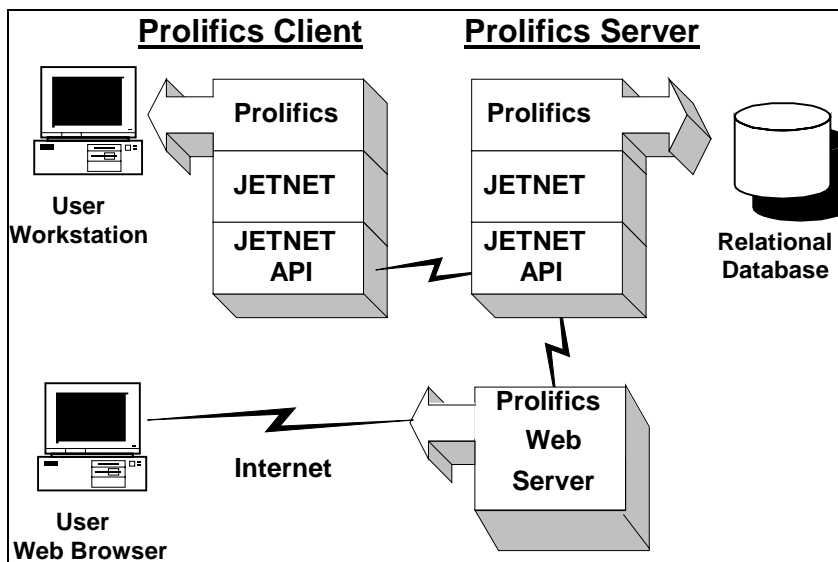 Prolifics Client
Prolifics Server
Prolifics
JETNET
JETNET
API
Prolifics
JETNET
JETNET
API
User
Workstation
Relational
Database
Prolifics
Web
Server
Internet
User
Web Browser